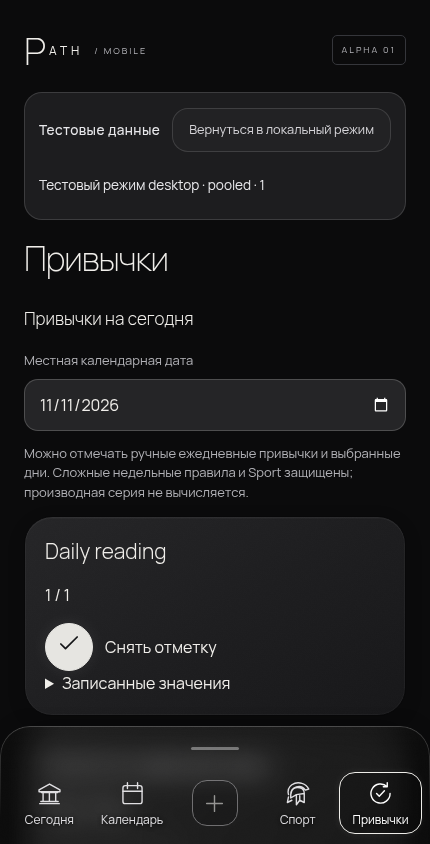 PATH / MOBILE
ALPHA 01
Тестовые данные
Вернуться в локальный режим
Тестовый режим desktop · pooled · 1
Привычки
Привычки на сегодня
Местная календарная дата
11/11/2026
Можно отмечать ручные ежедневные привычки и выбранные
дни. Сложные недельные правила и Sport защищены;
производная серия не вычисляется.
Daily reading
1 / 1
Снять отметку
Записанные значения
Сегодня
Календарь
Спорт
Привычки